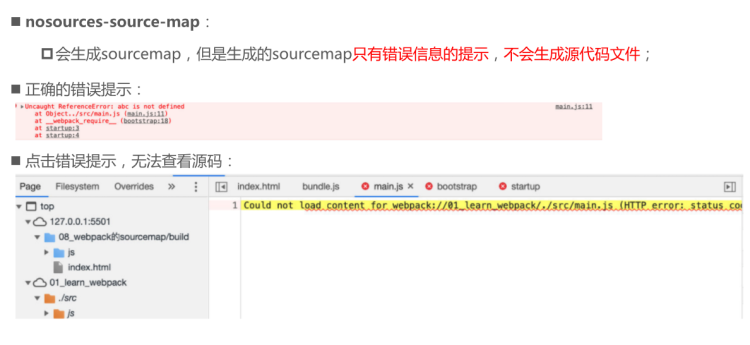 nosources-source-map：
会生成sourcemap，但是生成的sourcemap只有错误信息的提示，不会生成源代码文件；
正确的错误提示：
Uncaught ReferenceError: abc is not defined main.js:11
at Object../src/main.js (main.js:11)
at __webpack_require__ (bootstrap:18)
at startup:3
at startup:4
点击错误提示，无法查看源码：
Page Filesystem Overrides » index.html bundle.js main.js × bootstrap startup
top
1 Could not load content for webpack://01_learn_webpack/./src/main.js (HTTP error: status co
127.0.0.1:5501
08_webpack的sourcemap/build
js
index.html
01_learn_webpack
./src
js